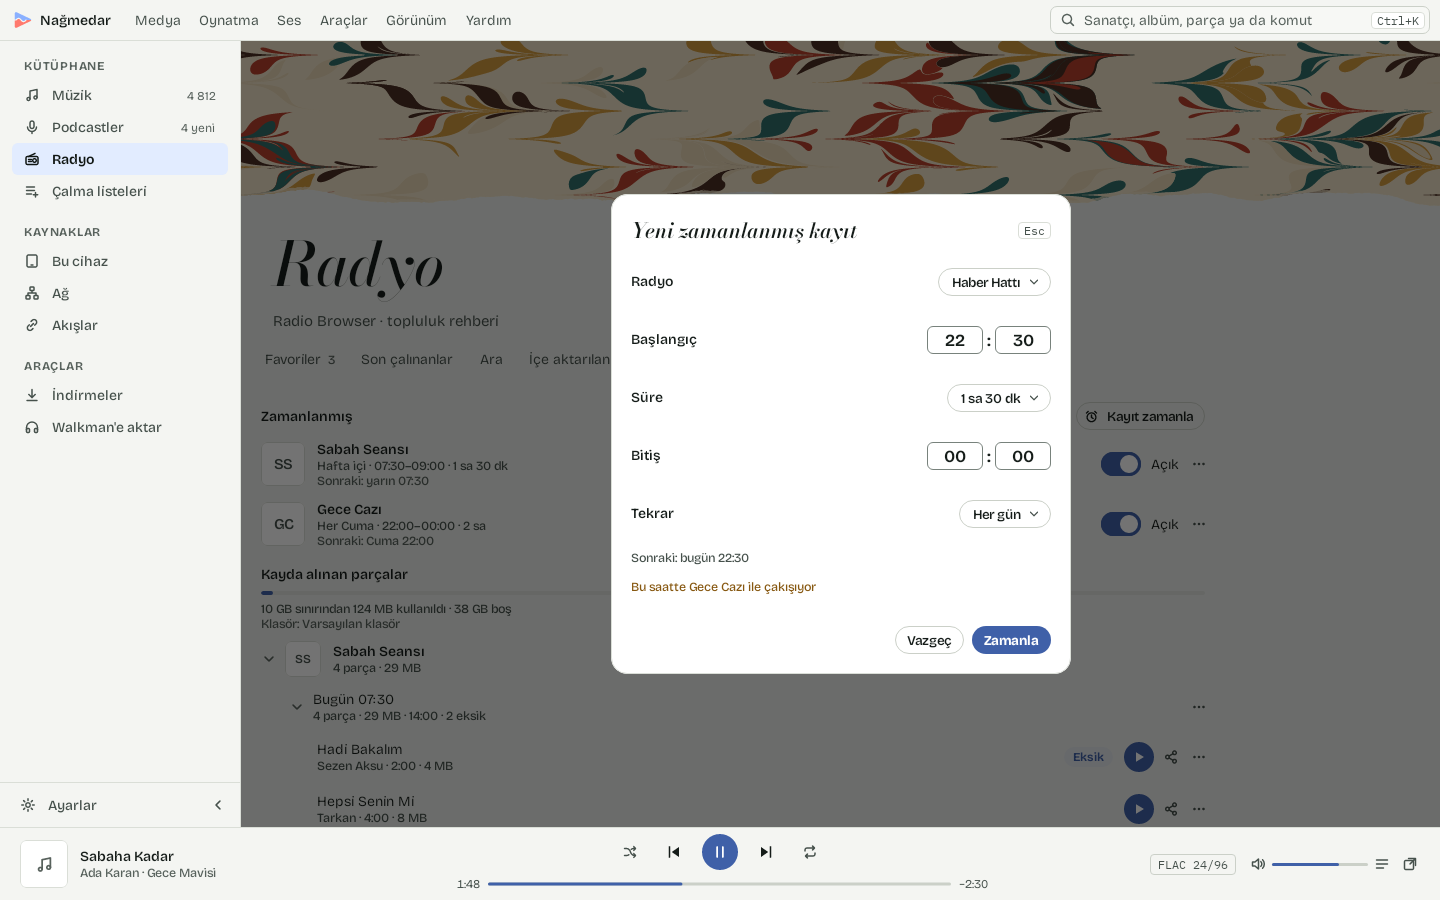 Nağmedar
Medya
Oynatma
Ses
Araçlar
Görünüm
Yardım
Sanatçı, albüm, parça ya da komut
Ctrl+K
KÜTÜPHANE
Müzik
4 812
Podcastler
4 yeni
Radyo
Çalma listeleri
KAYNAKLAR
Bu cihaz
Ağ
Akışlar
ARAÇLAR
İndirmeler
Walkman'e aktar
Ayarlar
Radyo
Radio Browser · topluluk rehberi
Favoriler 3
Son çalınanlar
Ara
İçe aktarılan
Zamanlanmış
Kayıt zamanla
SS
Sabah Seansı
Hafta içi · 07:30–09:00 · 1 sa 30 dk
Sonraki: yarın 07:30
Açık
GC
Gece Cazı
Her Cuma · 22:00–00:00 · 2 sa
Sonraki: Cuma 22:00
Açık
Kayda alınan parçalar
10 GB sınırından 124 MB kullanıldı · 38 GB boş
Klasör: Varsayılan klasör
SS
Sabah Seansı
4 parça · 29 MB
Bugün 07:30
4 parça · 29 MB · 14:00 · 2 eksik
Hadi Bakalım
Sezen Aksu · 2:00 · 4 MB
Eksik
Hepsi Senin Mi
Tarkan · 4:00 · 8 MB
Yeni zamanlanmış kayıt
Esc
Radyo
Haber Hattı
Başlangıç
22 : 30
Süre
1 sa 30 dk
Bitiş
00 : 00
Tekrar
Her gün
Sonraki: bugün 22:30
Bu saatte Gece Cazı ile çakışıyor
Vazgeç
Zamanla
Sabaha Kadar
Ada Karan · Gece Mavisi
1:48
−2:30
FLAC 24/96